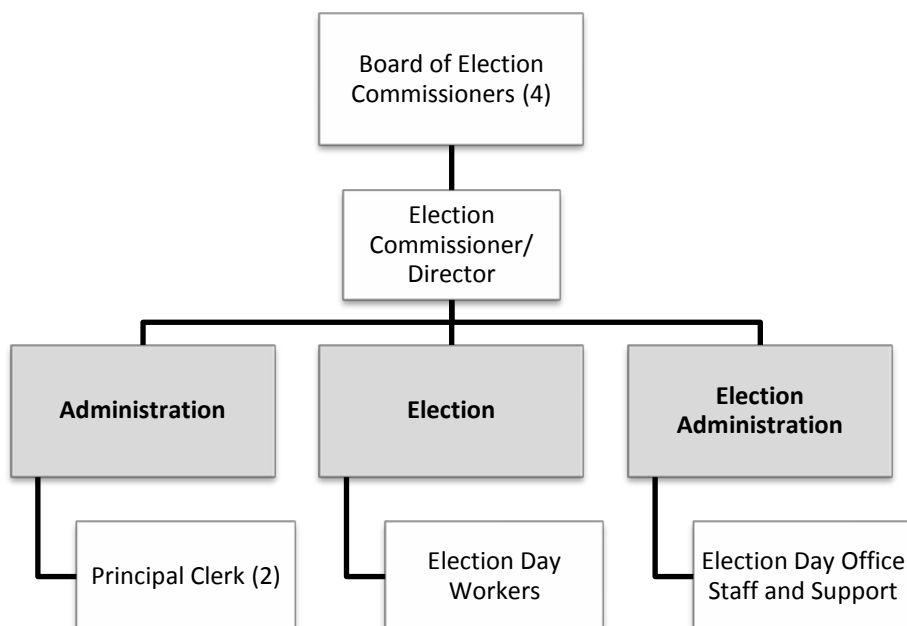 Board of Election
Commissioners (4)
Election
Commissioner/
Director
Administration
Election
Election
Administration
Principal Clerk (2)
Election Day
Workers
Election Day Office
Staff and Support